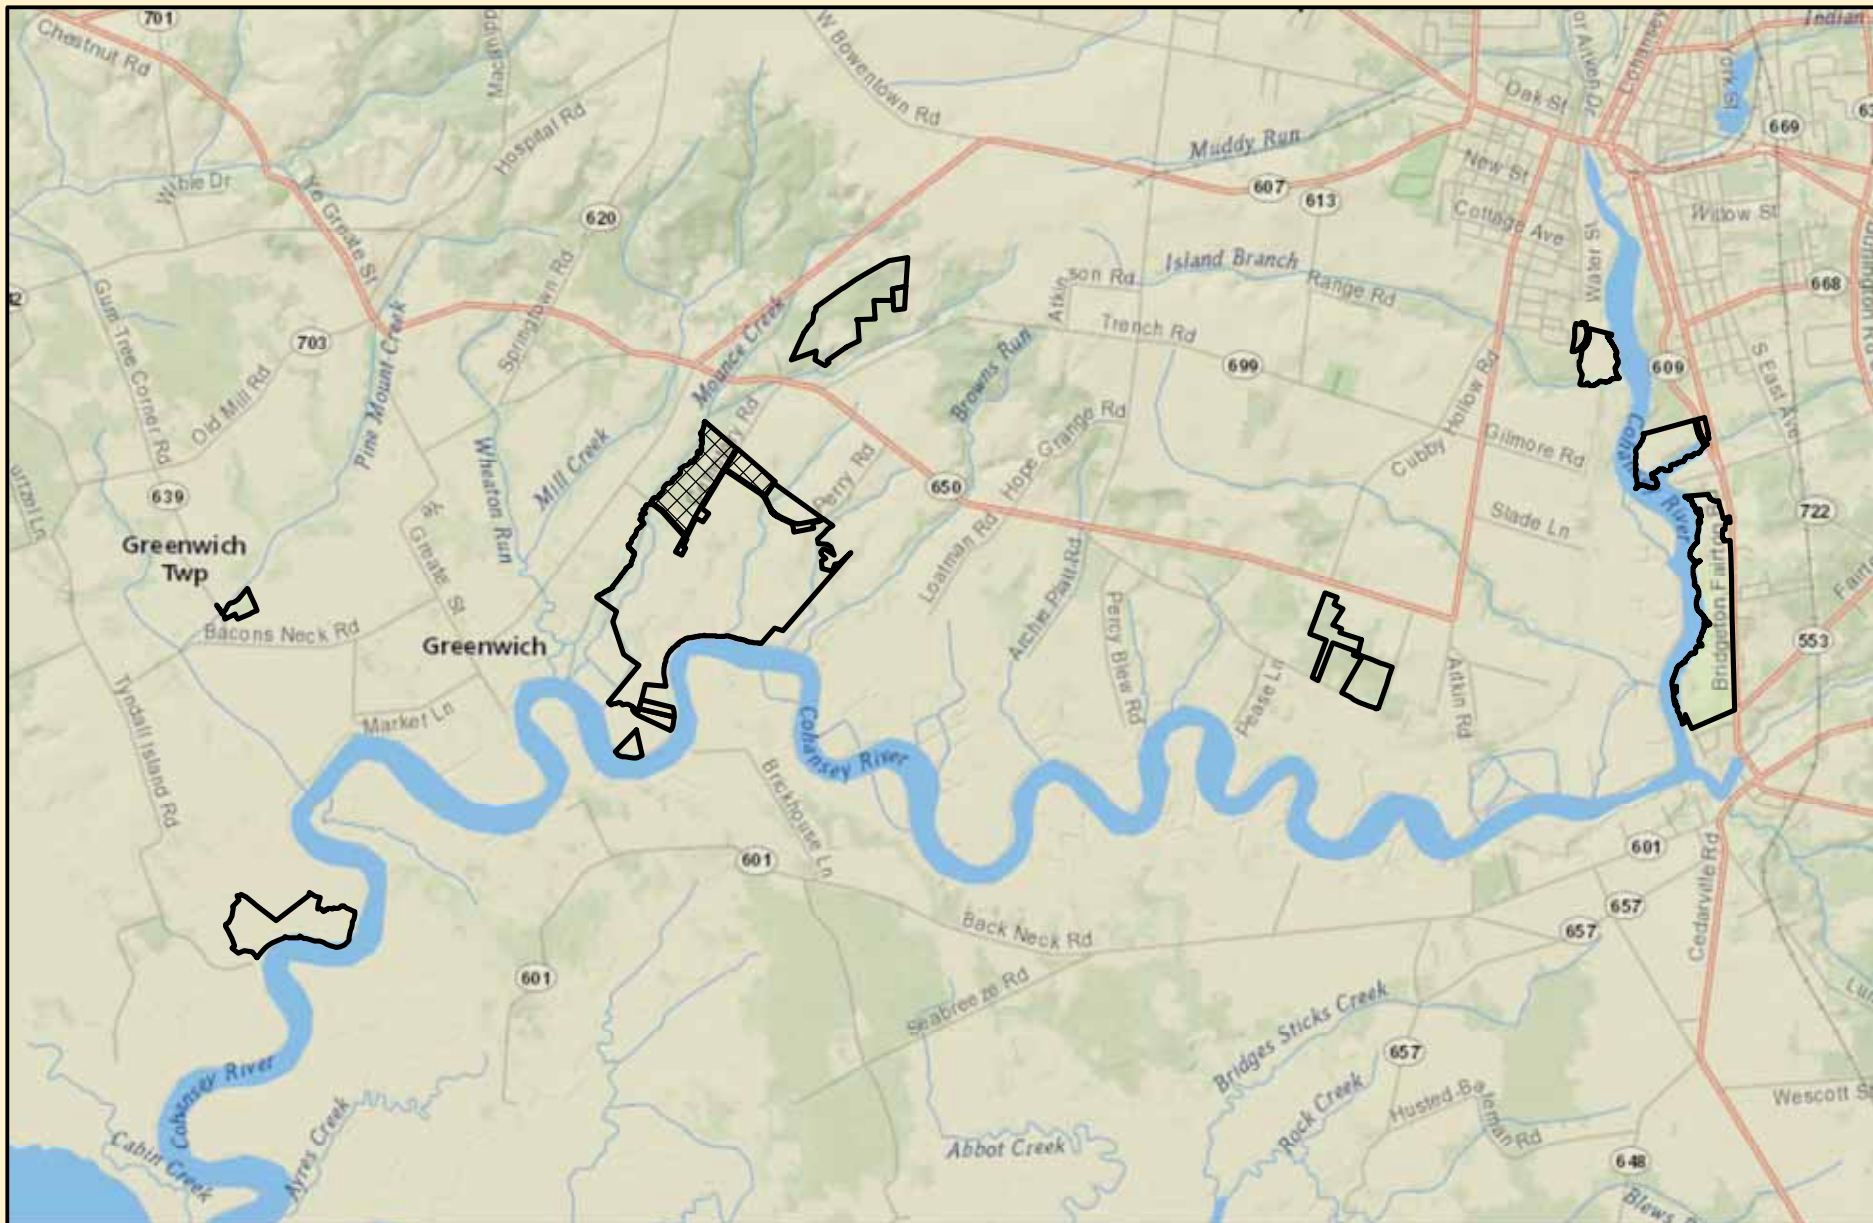 701
Chestnut Rd
W Bowentown Rd
Indian
Oak St
669
Hospital Rd
Muddy Run
New St
Ye Greate St
607
613
620
Cottage Ave
Willow St
Water St
Springtown Rd
Island Branch
Range Rd
668
Gum Tree Corner Rd
Pine Mount Creek
Mounce Creek
Trench Rd
Browns Run
703
699
609
S East Ave
Old Mill Rd
Cubby Hollow Rd
Gilmore Rd
Wheaton Run
Mill Creek
Perry Rd
Hope Grange Rd
639
650
Loatman Rd
Slade Ln
722
Ye
Greate St
River
Greenwich
Twp
Archie Platt Rd
Percy Blew Rd
553
Bacons Neck Rd
Greenwich
Pease Ln
Aitkin Rd
Tyndall Island Rd
Market Ln
Cohansey River
Brickhouse Ln
601
601
Cedarville Rd
657
657
Back Neck Rd
601
Seabreeze Rd
Bridges Sticks Creek
657
Cohansey River
Rock Creek
Husted-Bateman Rd
Wescott
Cabin Creek
Ayres Creek
Abbot Creek
648
Blews